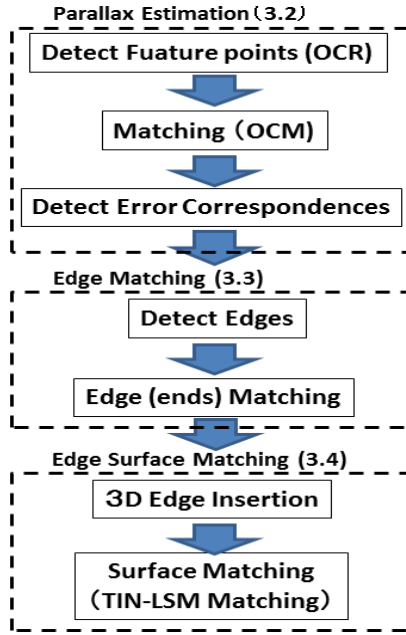 Parallax Estimation（3.2）
Detect Fuature points (OCR)
Matching （OCM)
Detect Error Correspondences
Edge Matching (3.3)
Detect Edges
Edge (ends) Matching
Edge Surface Matching (3.4)
３D Edge Insertion
Surface Matching
（TIN-LSM Matching）